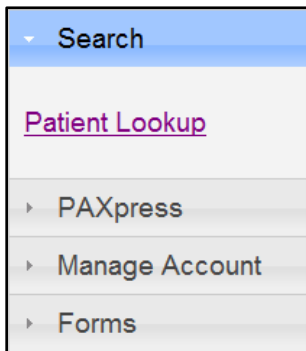 Search
Patient Lookup
PAXpress
Manage Account
Forms